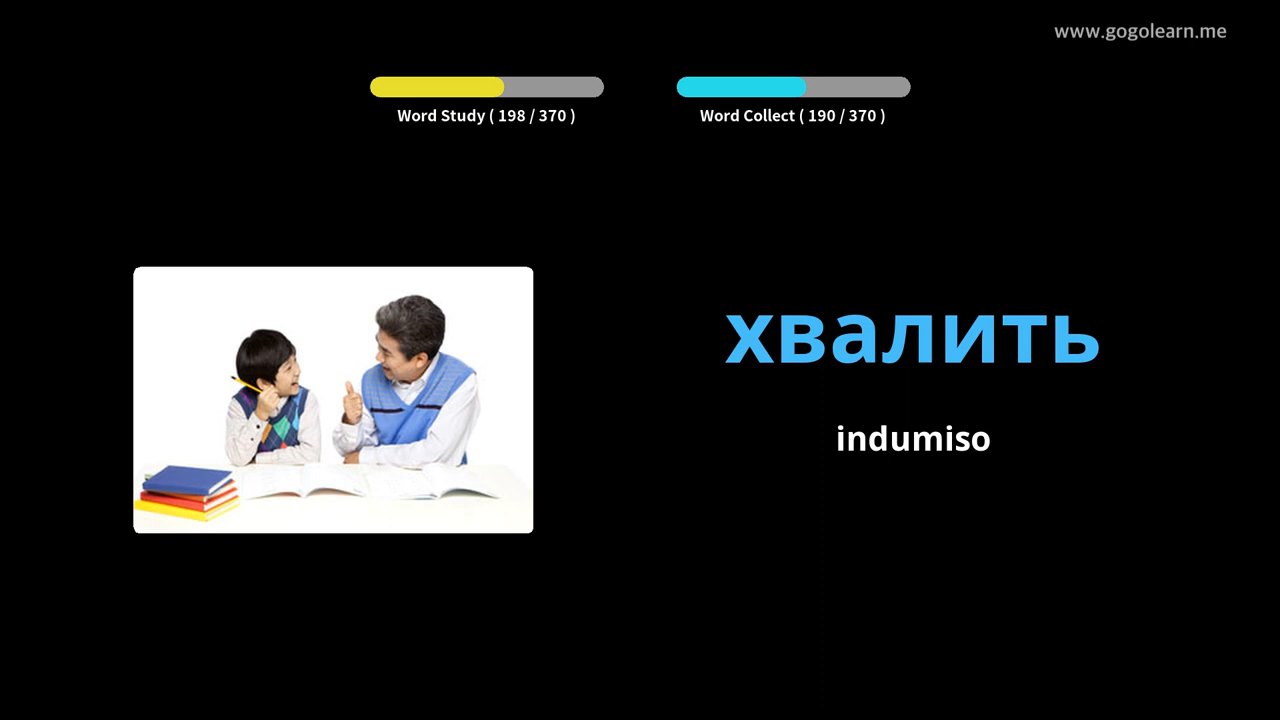 www.gogolearn.me
Word Study ( 198 / 370 )
Word Collect ( 190 / 370 )
хвалить
indumiso